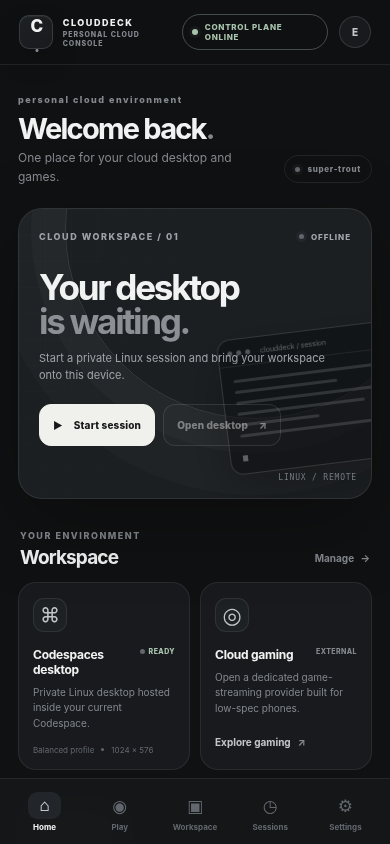 C
CLOUDDECK
PERSONAL CLOUD
CONSOLE
CONTROL PLANE
ONLINE
E
personal cloud environment
Welcome back.
One place for your cloud desktop and
games.
super-trout
CLOUD WORKSPACE / 01
OFFLINE
Your desktop
is waiting.
clouddeck / session
Start a private Linux session and bring your workspace
onto this device.
Start session
Open desktop ↗
LINUX / REMOTE
YOUR ENVIRONMENT
Workspace
Manage →
Codespaces
desktop
READY
Private Linux desktop hosted
inside your current
Codespace.
Balanced profile • 1024 × 576
Cloud gaming
EXTERNAL
Open a dedicated game-
streaming provider built for
low-spec phones.
Explore gaming ↗
Home
Play
Workspace
Sessions
Settings